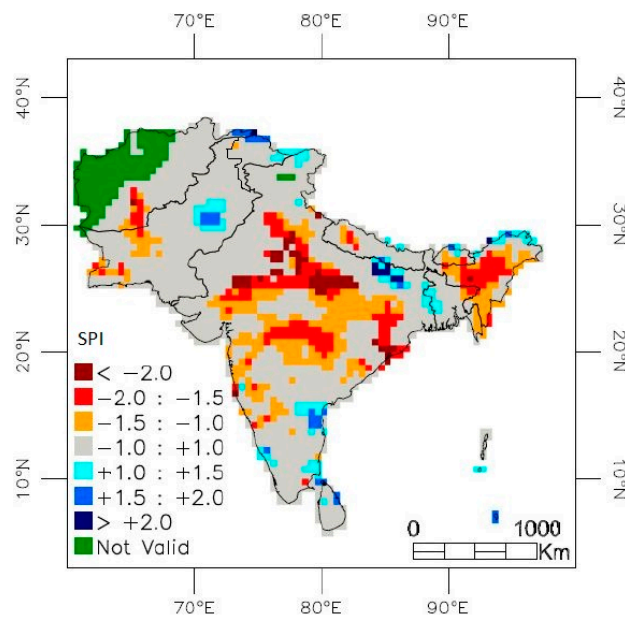 70°E 80°E 90°E
40°N 40°N
30°N 30°N
20°N 20°N
10°N 10°N
SPI
< -2.0
-2.0 : -1.5
-1.5 : -1.0
-1.0 : +1.0
+1.0 : +1.5
+1.5 : +2.0
> +2.0
Not Valid
0 1000
Km
70°E 80°E 90°E